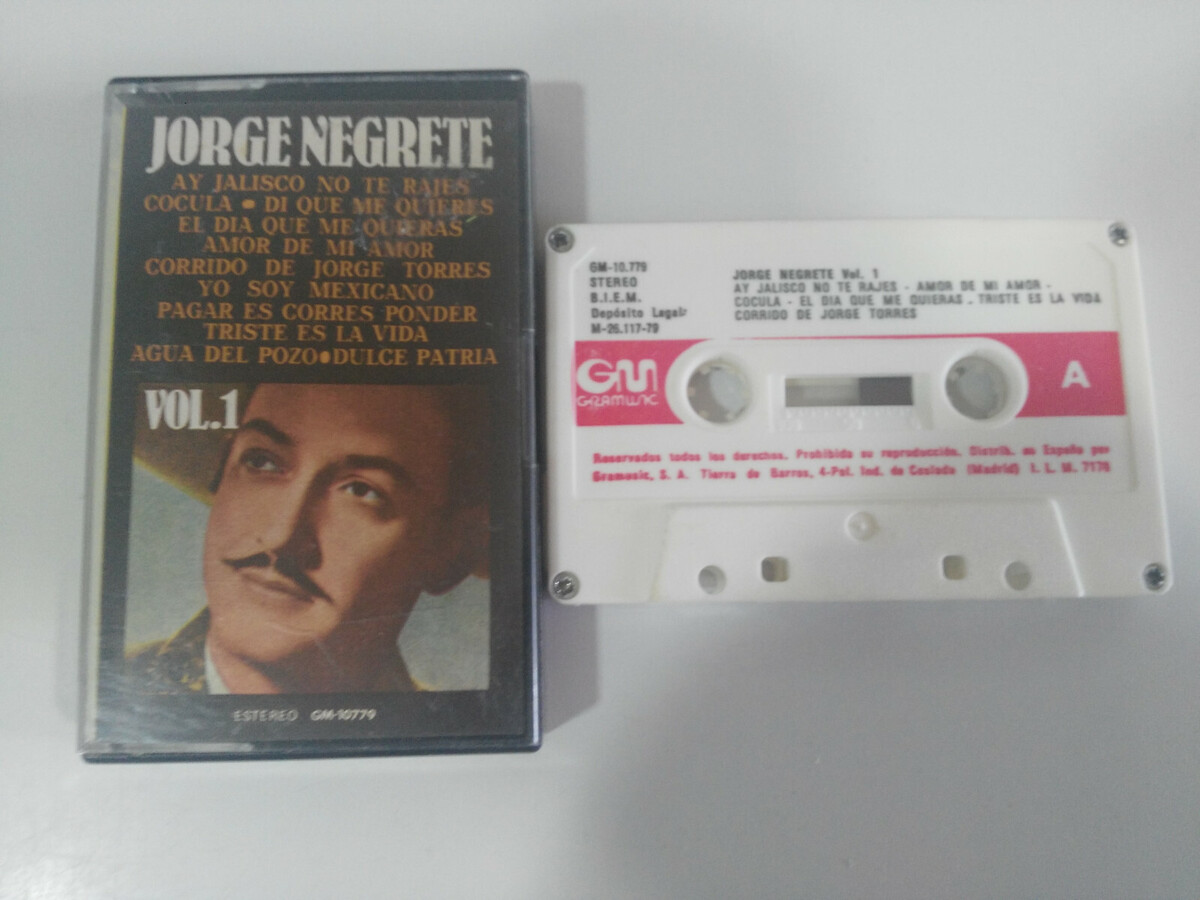 JORGE NEGRETE
AY JALISCO NO TE RAJES
COCULA • DI QUE ME QUIERES
EL DIA QUE ME QUIERAS
AMOR DE MI AMOR
CORRIDO DE JORGE TORRES
YO SOY MEXICANO
PAGAR ES CORRES PONDER
TRISTE ES LA VIDA
AGUA DEL POZO•DULCE PATRIA
VOL.1
ESTEREO GM-10779
GM-10.779
STEREO
B.I.E.M.
Depósito Legal:
M-26.117-79
JORGE NEGRETE Vol. 1
AY JALISCO NO TE RAJES - AMOR DE MI AMOR -
COCULA - EL DIA QUE ME QUIERAS - TRISTE ES LA VIDA
CORRIDO DE JORGE TORRES
GM
GRAMUSIC
A
Reservados todos los derechos. Prohibida su reproducción. Distrib. en España por
Gramusic, S. A. Tierra de Barros, 4-Pol. Ind. de Coslada (Madrid) I. L. M. 7176